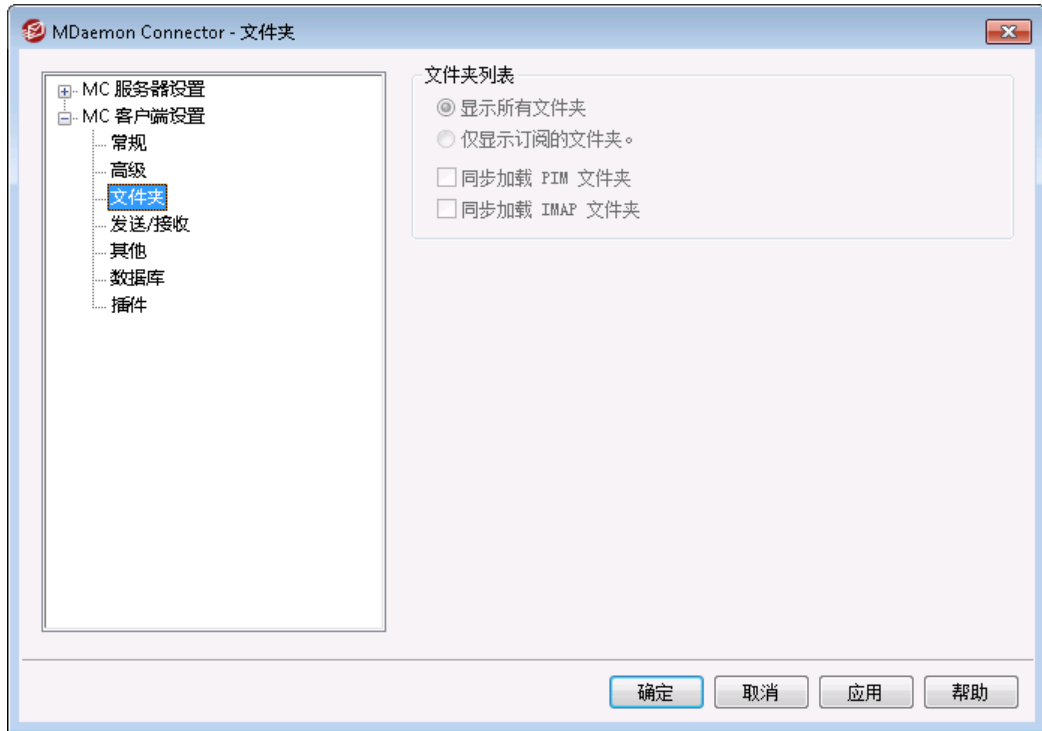 MDaemon Connector - 文件夹
MC 服务器设置
MC 客户端设置
常规
高级
文件夹
发送/接收
其他
数据库
插件
文件夹列表
显示所有文件夹
仅显示订阅的文件夹。
同步加载 PIM 文件夹
同步加载 IMAP 文件夹
确定
取消
应用
帮助